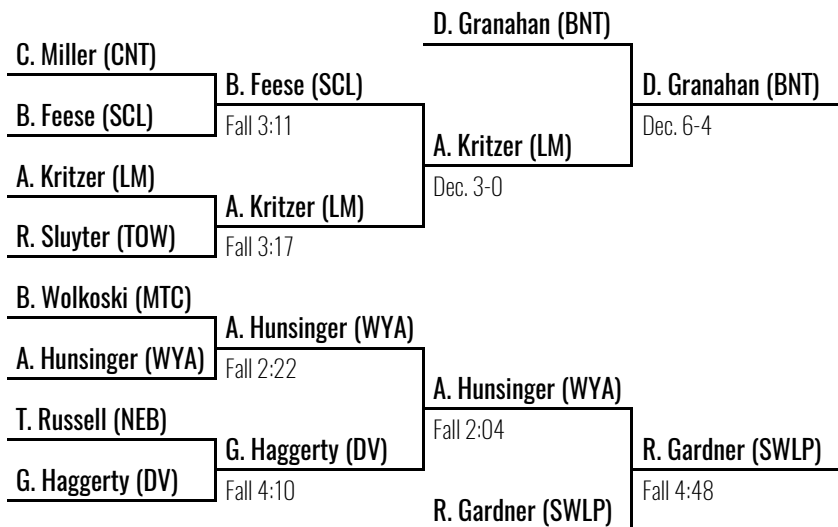 D. Granahan (BNT)
C. Miller (CNT)
B. Feese (SCL)
D. Granahan (BNT)
B. Feese (SCL)
Fall 3:11
Dec. 6-4
A. Kritzer (LM)
A. Kritzer (LM)
Dec. 3-0
A. Kritzer (LM)
R. Sluyter (TOW)
Fall 3:17
B. Wolkoski (MTC)
A. Hunsinger (WYA)
A. Hunsinger (WYA)
Fall 2:22
A. Hunsinger (WYA)
T. Russell (NEB)
Fall 2:04
G. Haggerty (DV)
R. Gardner (SWLP)
G. Haggerty (DV)
Fall 4:10
Fall 4:48
R. Gardner (SWLP)